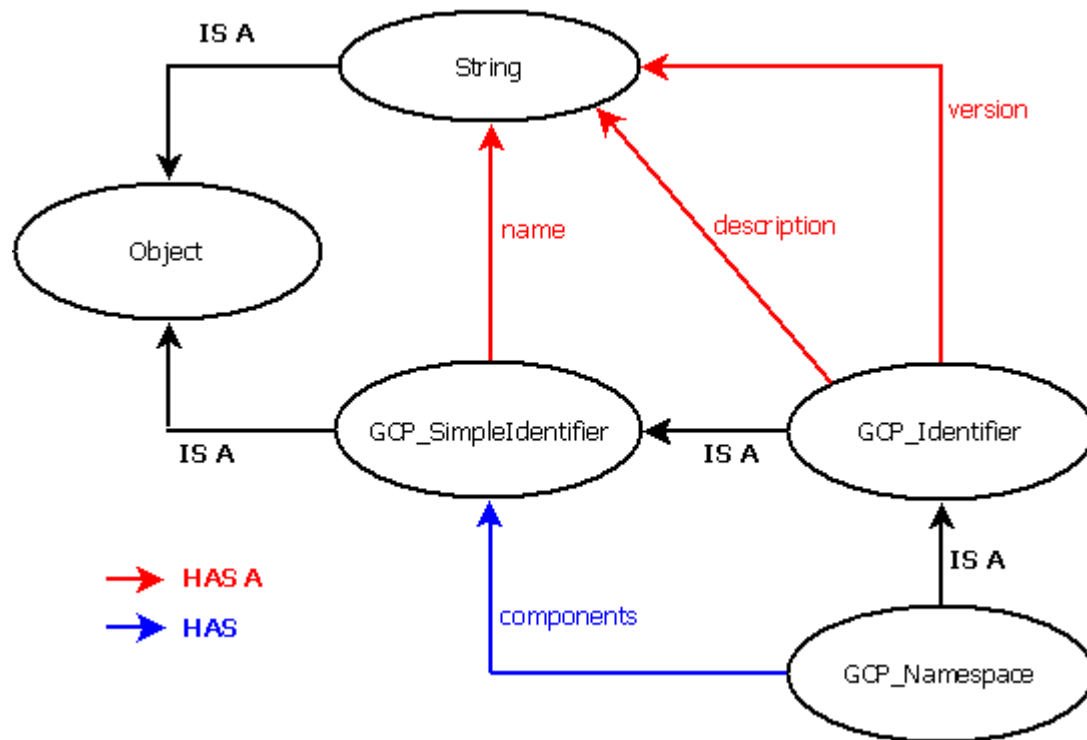 IS A
String
version
Object
name
description
GCP_SimpleIdentifier
GCP_Identifier
IS A
IS A
IS A
HAS A
HAS
components
GCP_Namespace